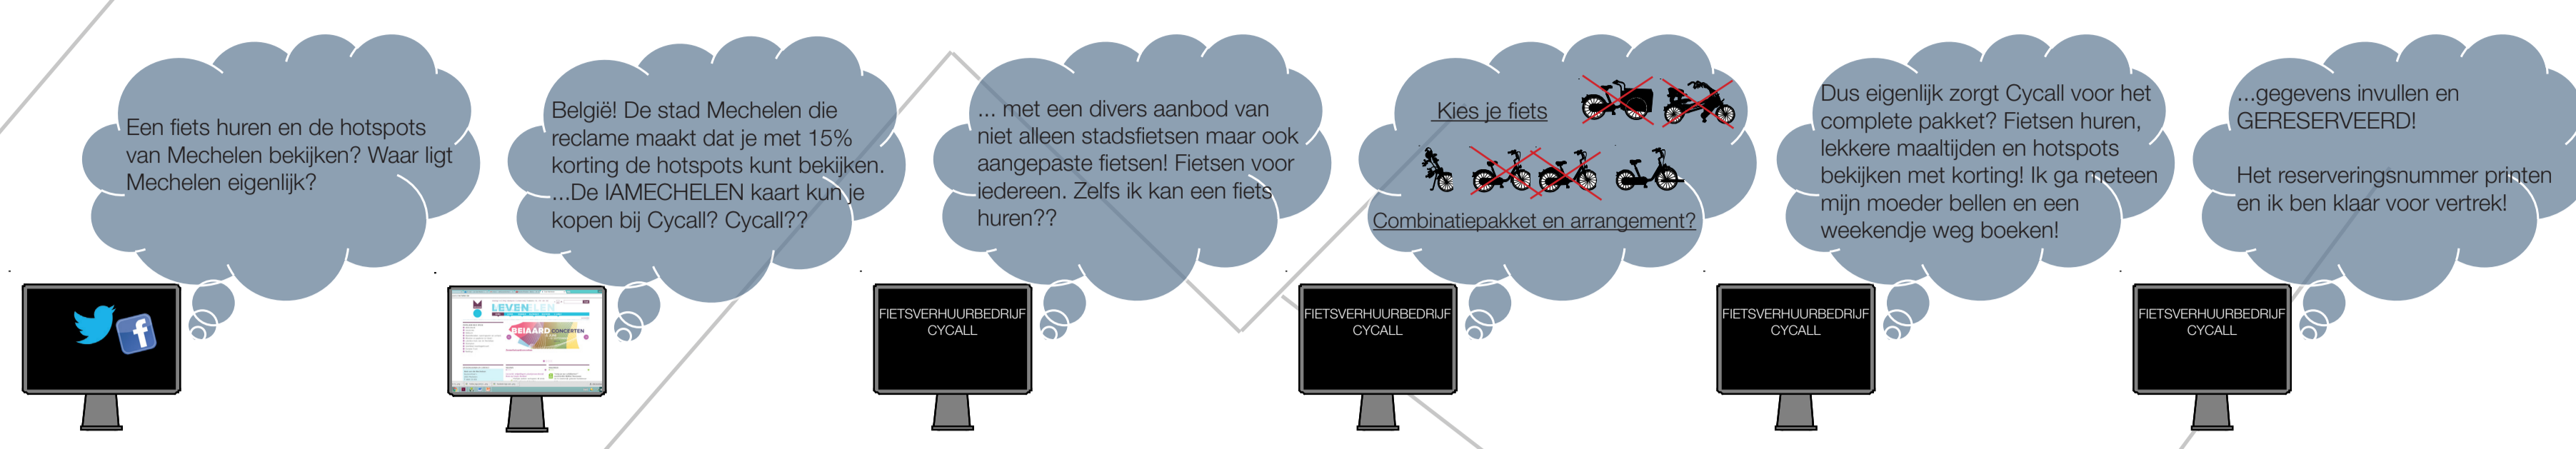 Een fiets huren en de hotspots
van Mechelen bekijken? Waar ligt
Mechelen eigenlijk?
België! De stad Mechelen die
reclame maakt dat je met 15%
korting de hotspots kunt bekijken.
...De IAMECHELEN kaart kun je
kopen bij Cycall? Cycall??
LEVEN
BEIAARD CONCERTEN
... met een divers aanbod van
niet alleen stadsfietsen maar ook
aangepaste fietsen! Fietsen voor
iedereen. Zelfs ik kan een fiets
huren??
FIETSVERHUURBEDRIJF
CYCALL
Kies je fiets
Combinatiepakket en arrangement?
FIETSVERHUURBEDRIJF
CYCALL
Dus eigenlijk zorgt Cycall voor het
complete pakket? Fietsen huren,
lekkere maaltijden en hotspots
bekijken met korting! Ik ga meteen
mijn moeder bellen en een
weekendje weg boeken!
FIETSVERHUURBEDRIJF
CYCALL
...gegevens invullen en
GERESERVEERD!
Het reserveringsnummer printen
en ik ben klaar voor vertrek!
FIETSVERHUURBEDRIJF
CYCALL